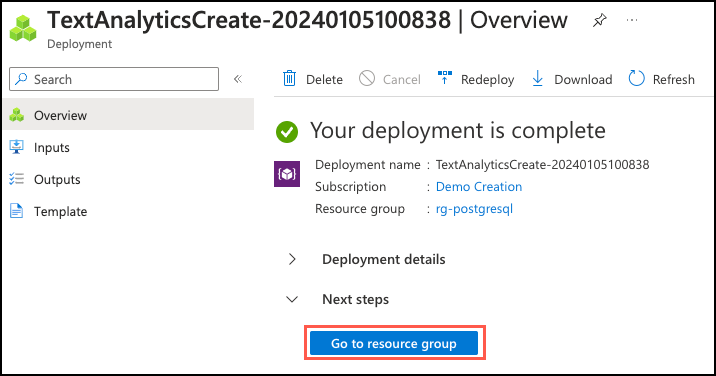 TextAnalyticsCreate-20240105100838 | Overview
Deployment
Search
Delete Cancel Redeploy Download Refresh
Overview
Inputs
Outputs
Template
Your deployment is complete
Deployment name : TextAnalyticsCreate-20240105100838
Subscription : Demo Creation
Resource group : rg-postgresql
Deployment details
Next steps
Go to resource group